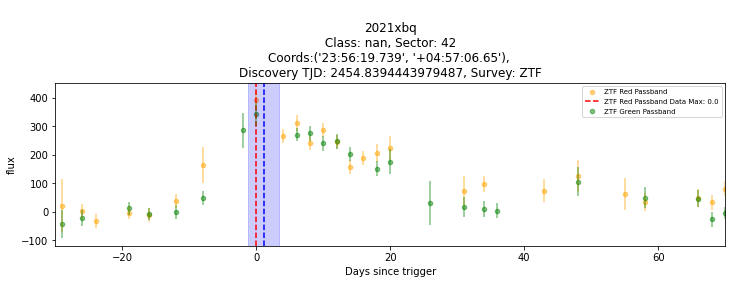 2021xbq
Class: nan, Sector: 42
Coords:('23:56:19.739', '+04:57:06.65'),
Discovery TJD: 2454.8394443979487, Survey: ZTF
400
300
200
100
0
−100
flux
ZTF Red Passband
ZTF Red Passband Data Max: 0.0
ZTF Green Passband
−20
0
20
40
60
Days since trigger